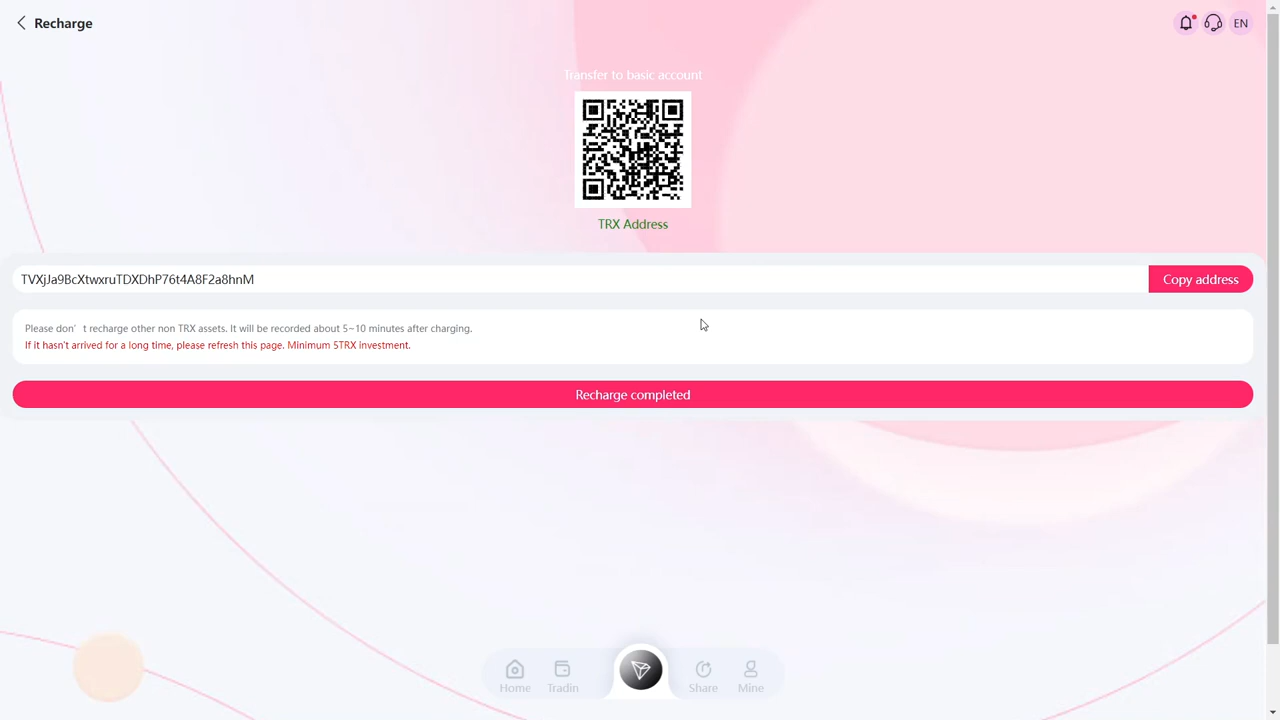 Recharge
EN
Transfer to basic account
TRX Address
TVXjJa9BcXtwxruTDXDhP76t4A8F2a8hnM
Copy address
Please don't recharge other non TRX assets. It will be recorded about 5~10 minutes after charging.
If it hasn't arrived for a long time, please refresh this page. Minimum 5TRX investment.
Recharge completed
Home
Tradin
Share
Mine